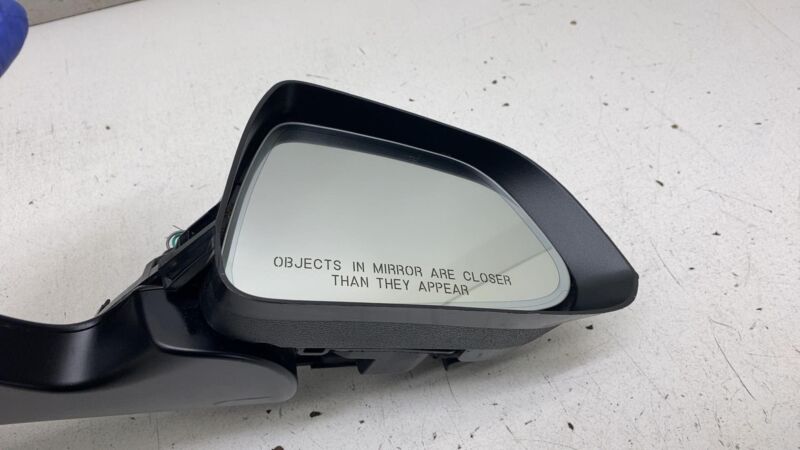 OBJECTS IN MIRROR ARE CLOSER
THAN THEY APPEAR